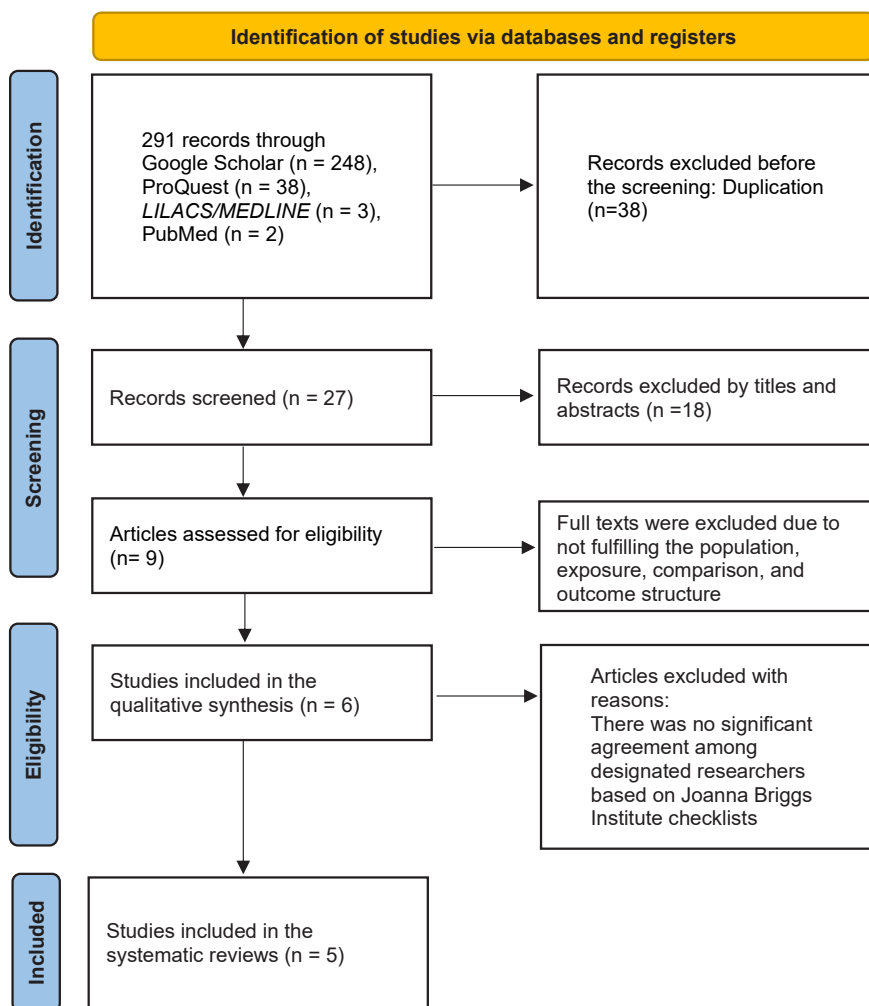 Identification of studies via databases and registers
Identification
291 records through
Google Scholar (n = 248),
ProQuest (n = 38),
LILACS/MEDLINE (n = 3),
PubMed (n = 2)
Records excluded before
the screening: Duplication
(n=38)
Screening
Records screened (n = 27)
Records excluded by titles and
abstracts (n =18)
Articles assessed for eligibility
(n= 9)
Full texts were excluded due to
not fulfilling the population,
exposure, comparison, and
outcome structure
Eligibility
Studies included in the
qualitative synthesis (n = 6)
Articles excluded with
reasons:
There was no significant
agreement among
designated researchers
based on Joanna Briggs
Institute checklists
Included
Studies included in the
systematic reviews (n = 5)